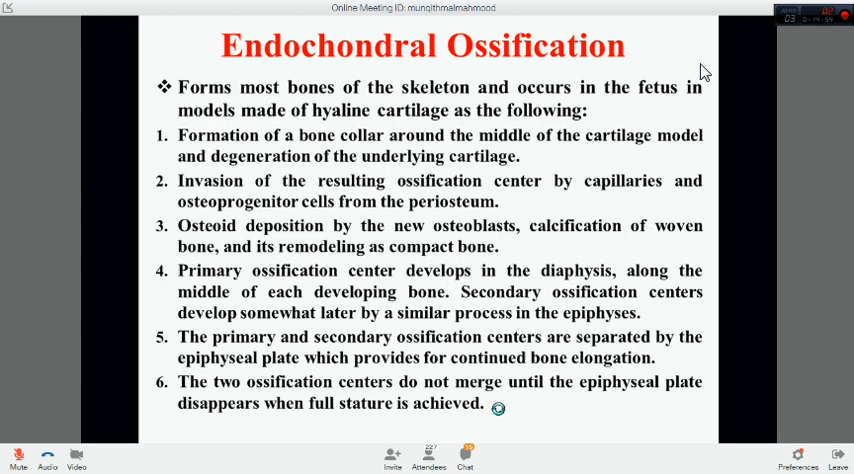 Online Meeting ID: munqithmalmahmood
02
03 0:14:54
Endochondral Ossification
❖ Forms most bones of the skeleton and occurs in the fetus in
models made of hyaline cartilage as the following:
1. Formation of a bone collar around the middle of the cartilage model
and degeneration of the underlying cartilage.
2. Invasion of the resulting ossification center by capillaries and
osteoprogenitor cells from the periosteum.
3. Osteoid deposition by the new osteoblasts, calcification of woven
bone, and its remodeling as compact bone.
4. Primary ossification center develops in the diaphysis, along the
middle of each developing bone. Secondary ossification centers
develop somewhat later by a similar process in the epiphyses.
5. The primary and secondary ossification centers are separated by the
epiphyseal plate which provides for continued bone elongation.
6. The two ossification centers do not merge until the epiphyseal plate
disappears when full stature is achieved.
227
Mute Audio Video Invite Attendees Chat Preferences Leave